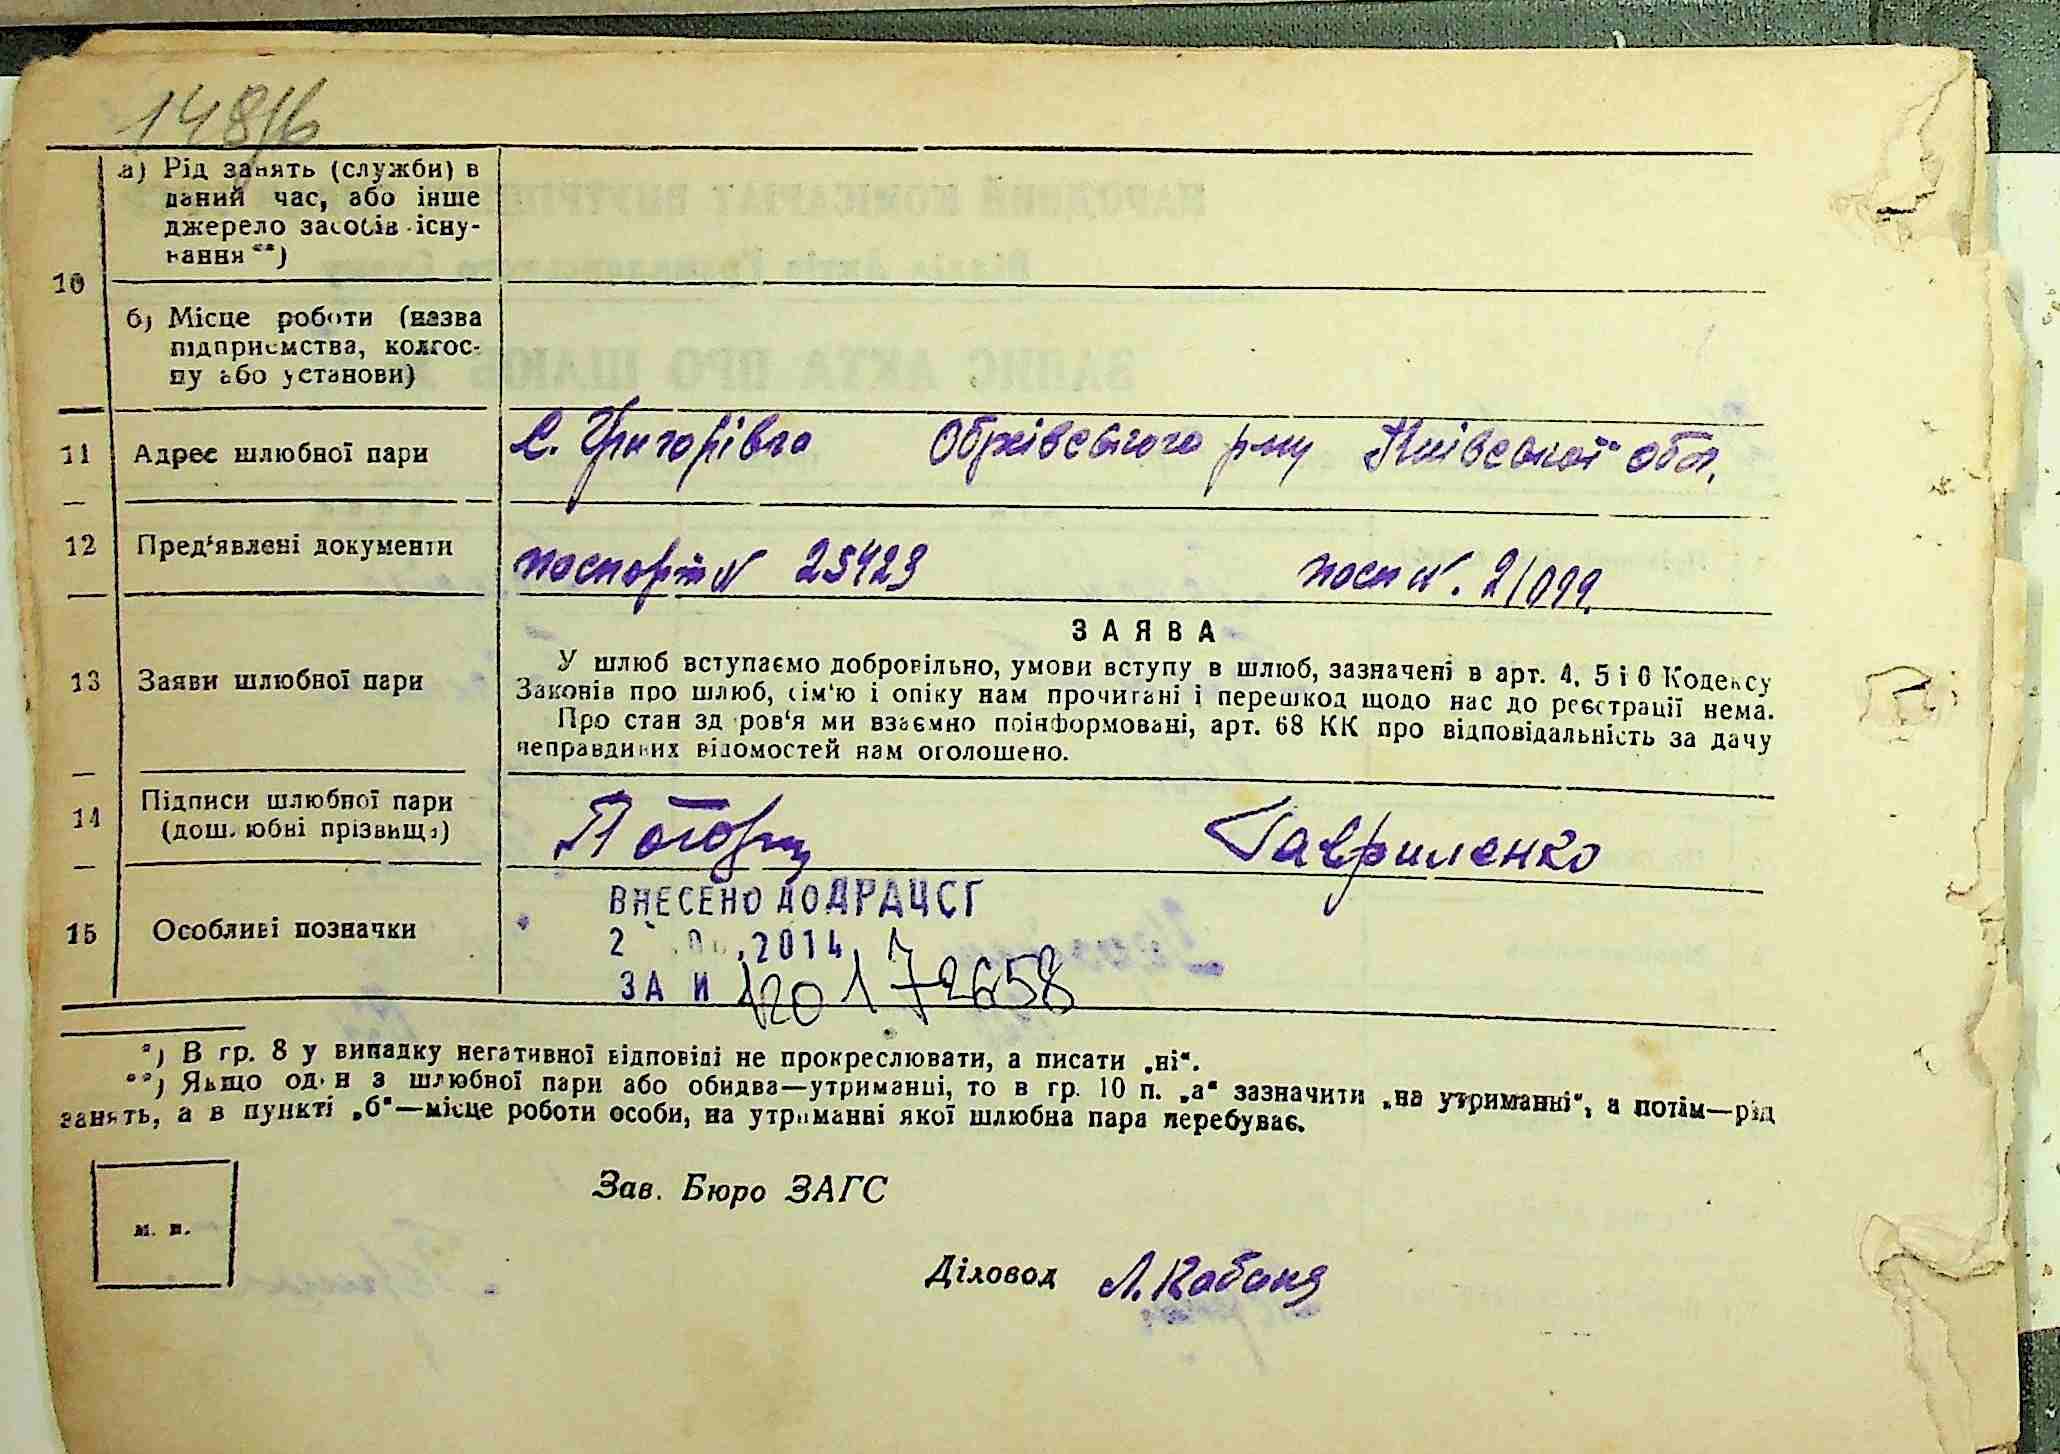 148/6
10
а) Рід занять (служби) в
даний час, або інше
джерело засобів існу-
вання **)
б) Місце роботи (назва
підприємства, колгос-
пу або установи)
11 Адрес шлюбної пари с. Григорівка Обухівського р-ну Київської обл.
12 Пред'явлені документи паспорт N 25423 пасп N. 21099.
ЗАЯВА
13 Заяви шлюбної пари
У шлюб вступаємо добровільно, умови вступу в шлюб, зазначені в арт. 4, 5 і 6 Кодексу
Законів про шлюб, сім'ю і опіку нам прочитані і перешкод щодо нас до реєстрації нема.
Про стан здоров'я ми взаємно поінформовані, арт. 68 КК про відповідальність за дачу
неправдивих відомостей нам оголошено.
14 Підписи шлюбної пари
(дошлюбні прізвища) Гавриленко
15 Особливі позначки
ВНЕСЕНО ДО ДРАЦСГ
2 2014
ЗА N 120172658
*) В гр. 8 у випадку негативної відповіді не прокреслювати, а писати „ні“.
**) Якщо один з шлюбної пари або обидва—утриманці, то в гр. 10 п. „а“ зазначити „на утриманні“, а потім—рід
занять, а в пункті „б“—місце роботи особи, на утриманні якої шлюбна пара перебуває.
Зав. Бюро ЗАГС
м. п.
Діловод Л. Кабана